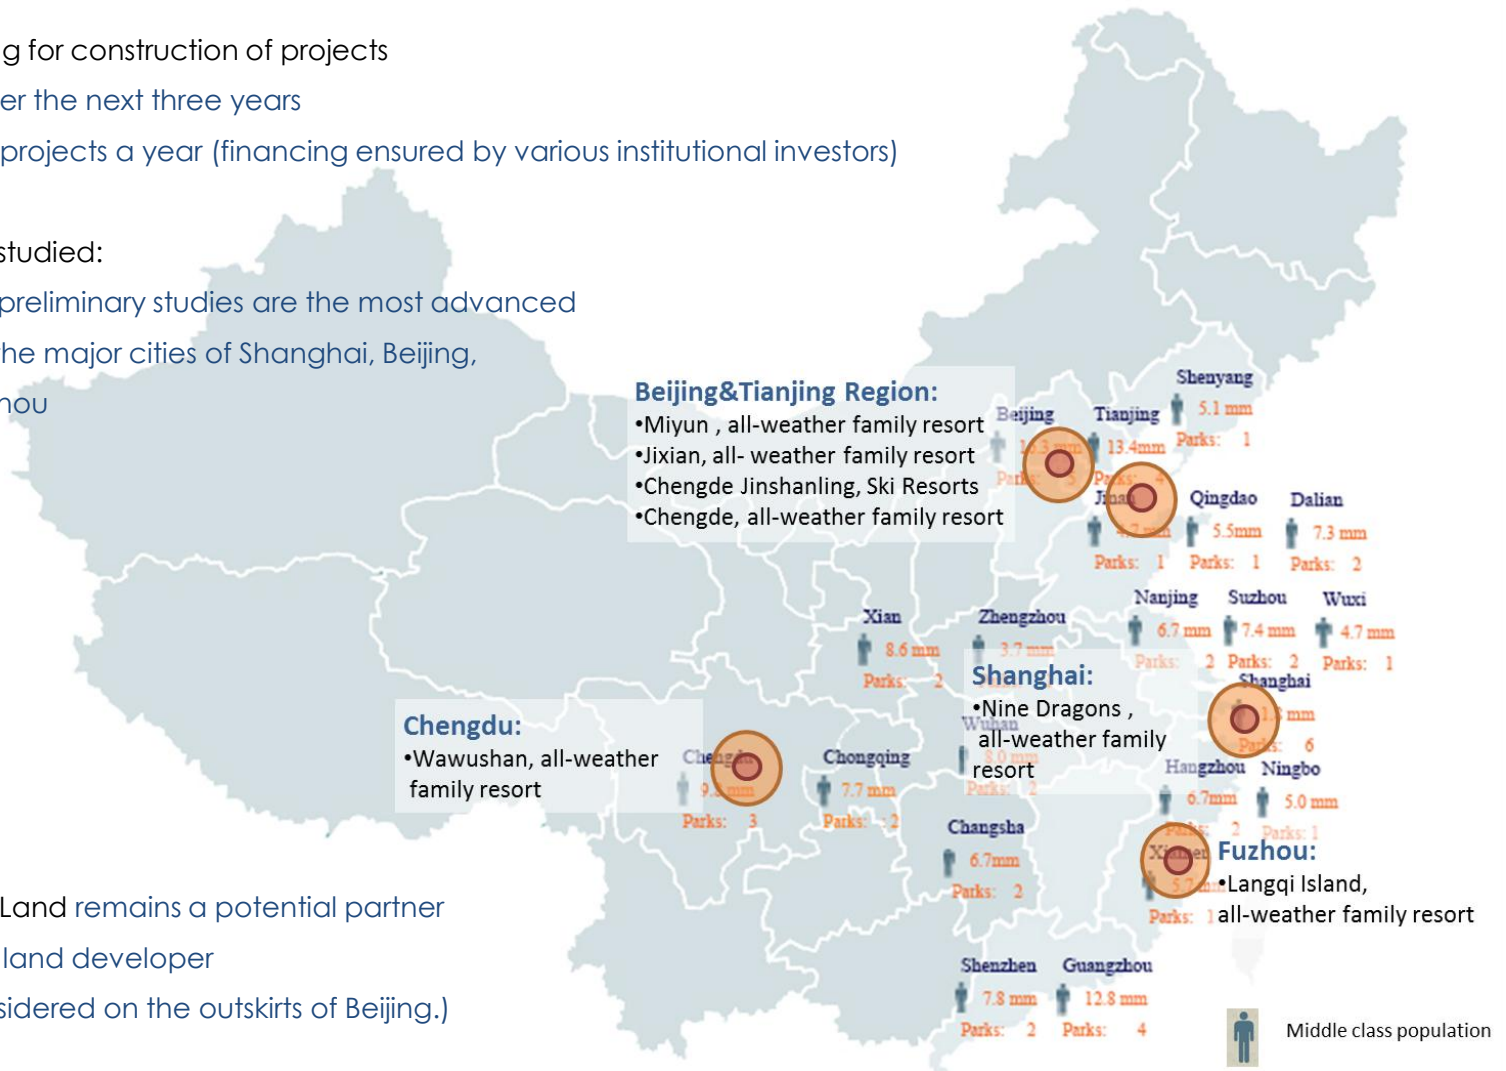 g for construction of projects
er the next three years
projects a year (financing ensured by various institutional investors)
studied:
preliminary studies are the most advanced
the major cities of Shanghai, Beijing,
hou
Beijing&Tianjing Region:
•Miyun , all-weather family resort
•Jixian, all- weather family resort
•Chengde Jinshanling, Ski Resorts
•Chengde, all-weather family resort
Shenyang
5.1 mm
Parks: 1
Beijing
Tianjing
13.4mm
Qingdao
5.5mm
Parks: 1
Dalian
7.3 mm
Parks: 2
Parks: 1
Nanjing
6.7 mm
Parks: 2
Suzhou
7.4 mm
Parks: 2
Wuxi
4.7 mm
Parks: 1
Xian
8.6 mm
Parks: 2
Zhengzhou
3.7 mm
Shanghai:
•Nine Dragons ,
all-weather family
resort
Shanghai
mm
6
Wuhan
8.0 mm
Parks: 2
Hangzhou
6.7mm
2
Ningbo
5.0 mm
Parks: 1
Chengdu:
•Wawushan, all-weather
family resort
Parks: 3
Chongqing
7.7 mm
Parks: 2
Changsha
6.7mm
Parks: 2
Fuzhou:
•Langqi Island,
all-weather family resort
Parks: 1
Shenzhen
7.8 mm
Parks: 2
Guangzhou
12.8 mm
Parks: 4
Land remains a potential partner
land developer
sidered on the outskirts of Beijing.)
Middle class population